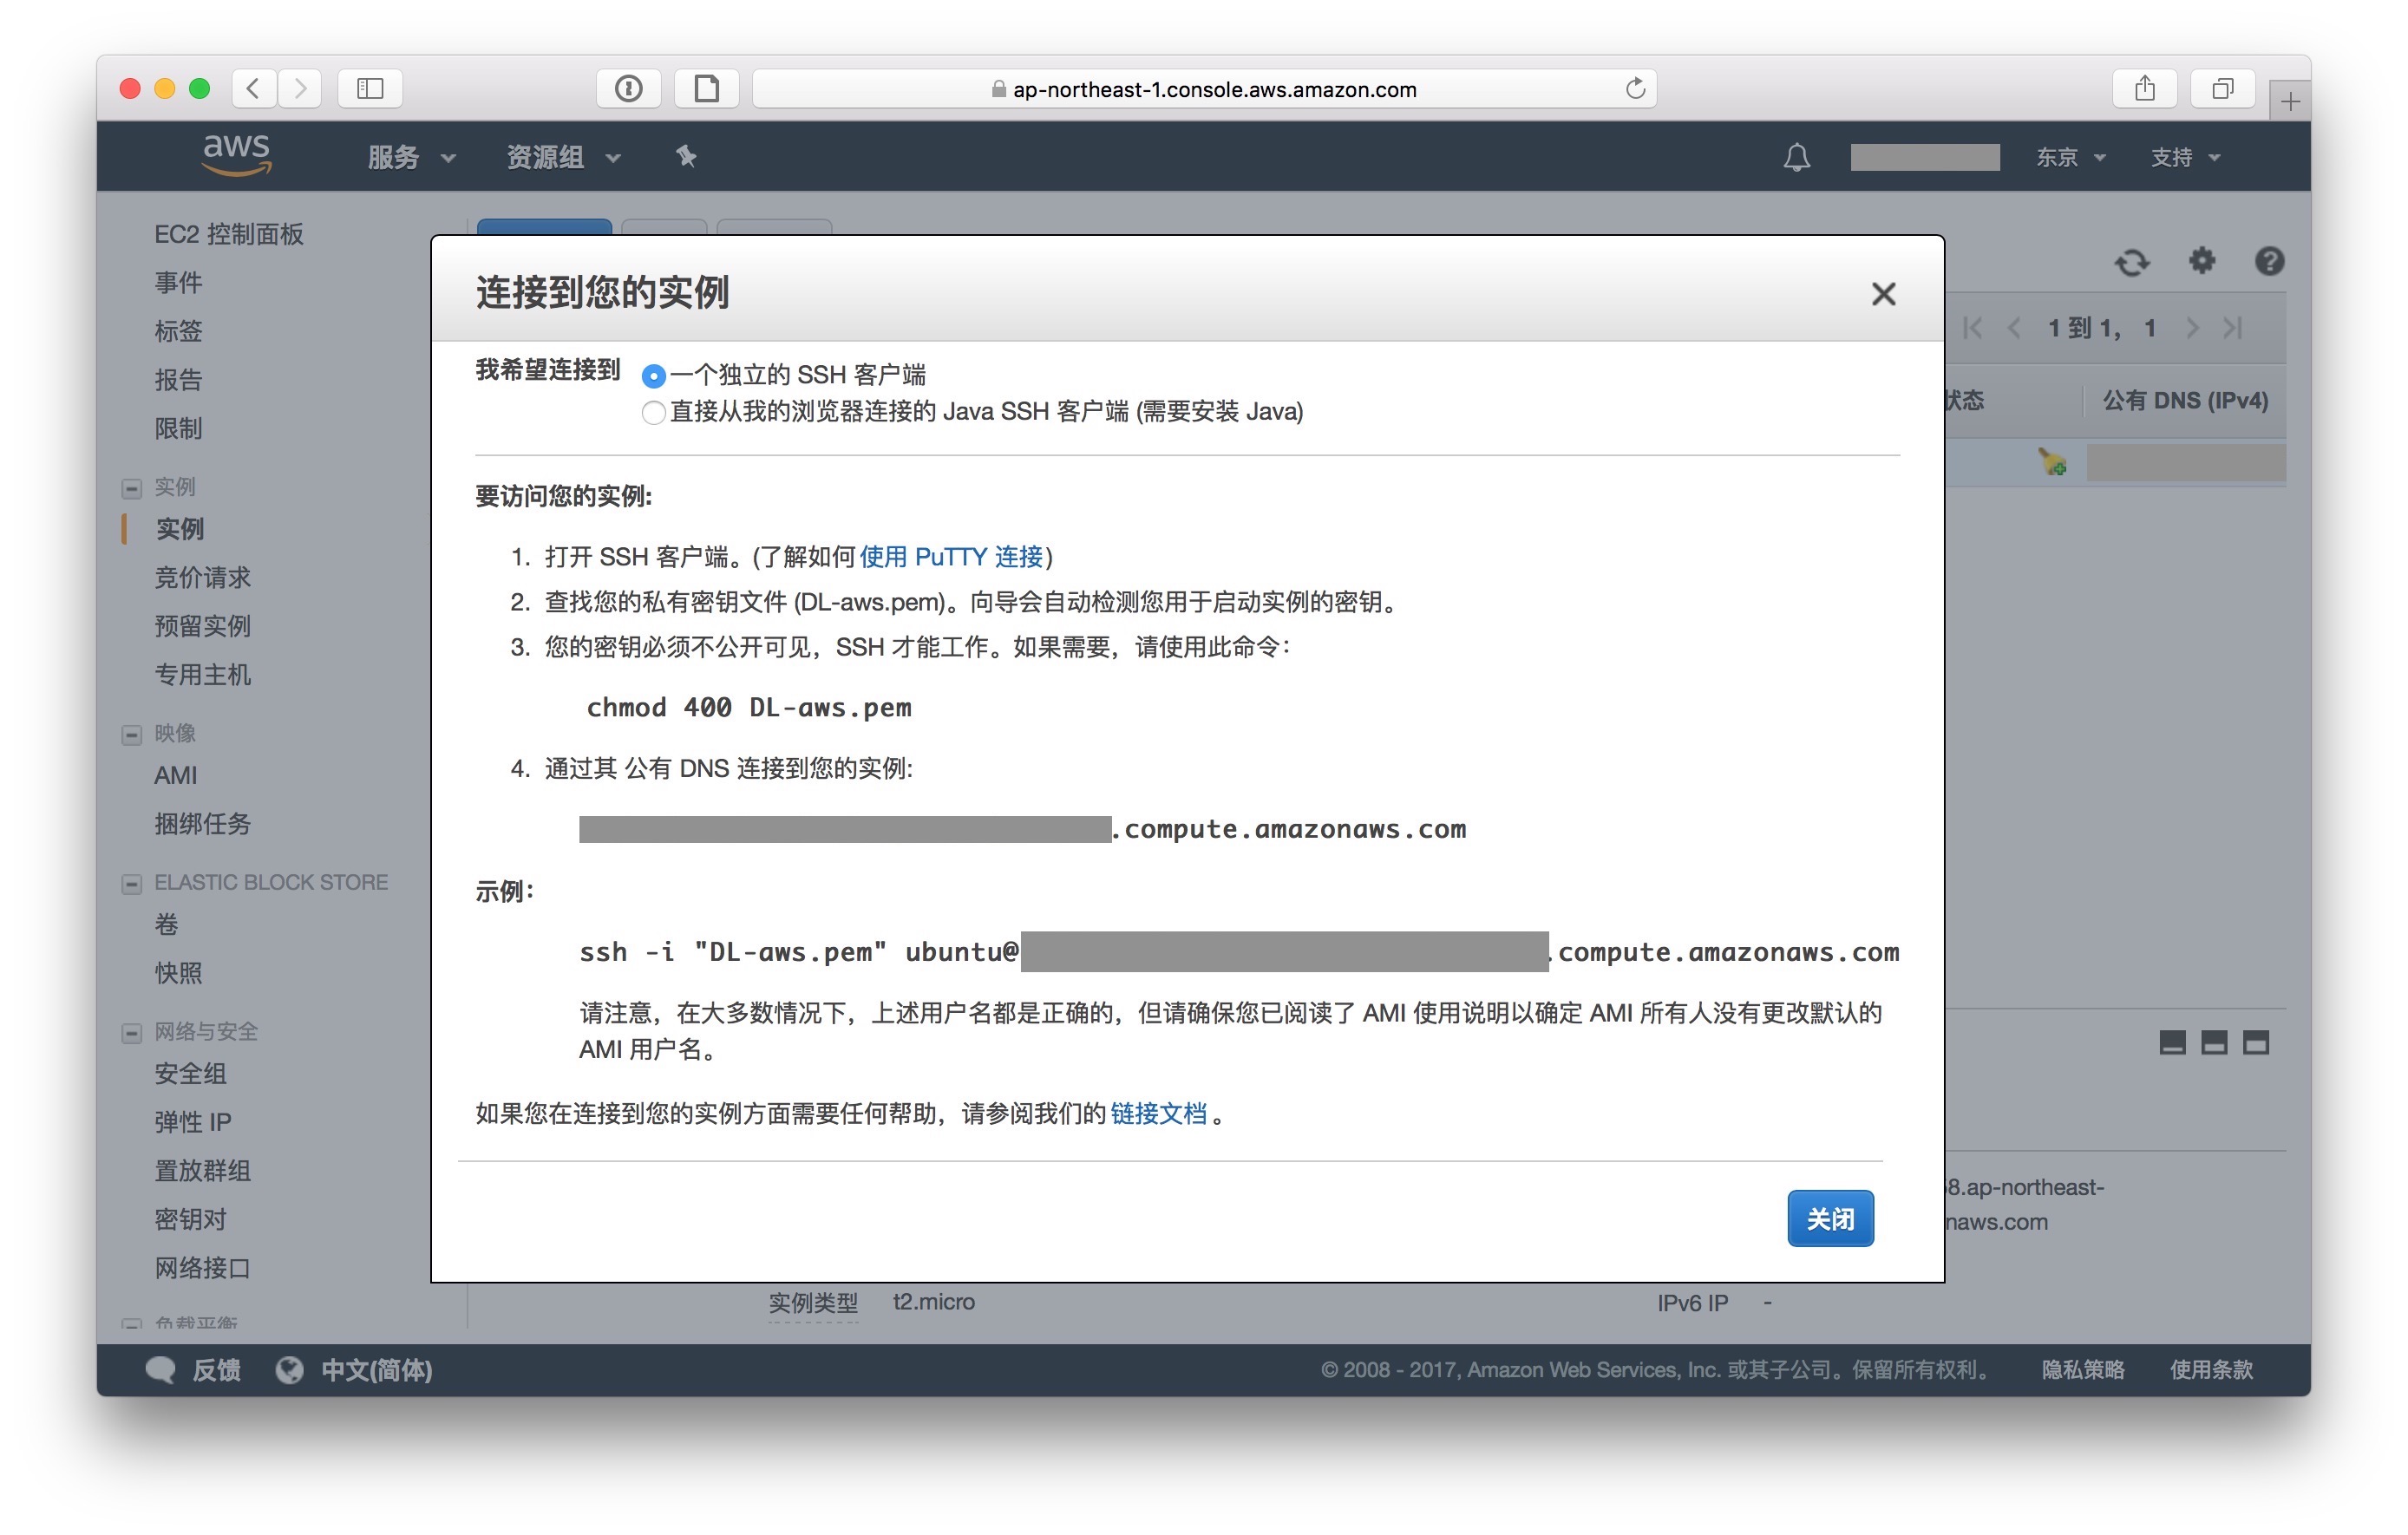 ap-northeast-1.console.aws.amazon.com
aws
服务
资源组
东京
支持
EC2 控制面板
事件
标签
报告
限制
实例
实例
竞价请求
预留实例
专用主机
映像
AMI
捆绑任务
ELASTIC BLOCK STORE
卷
快照
网络与安全
安全组
弹性 IP
置放群组
密钥对
网络接口
负载平衡
1 到 1， 1
状态
公有 DNS (IPv4)
连接到您的实例
我希望连接到
一个独立的 SSH 客户端
直接从我的浏览器连接的 Java SSH 客户端 (需要安装 Java)
要访问您的实例:
1. 打开 SSH 客户端。(了解如何使用 PuTTY 连接)
2. 查找您的私有密钥文件 (DL-aws.pem)。向导会自动检测您用于启动实例的密钥。
3. 您的密钥必须不公开可见，SSH 才能工作。如果需要，请使用此命令：
chmod 400 DL-aws.pem
4. 通过其 公有 DNS 连接到您的实例:
.compute.amazonaws.com
示例：
ssh -i "DL-aws.pem" ubuntu@ .compute.amazonaws.com
请注意，在大多数情况下，上述用户名都是正确的，但请确保您已阅读了 AMI 使用说明以确定 AMI 所有人没有更改默认的
AMI 用户名。
如果您在连接到您的实例方面需要任何帮助，请参阅我们的链接文档。
关闭
8.ap-northeast-
naws.com
实例类型 t2.micro
IPv6 IP -
反馈
中文(简体)
© 2008 - 2017, Amazon Web Services, Inc. 或其子公司。保留所有权利。
隐私策略
使用条款